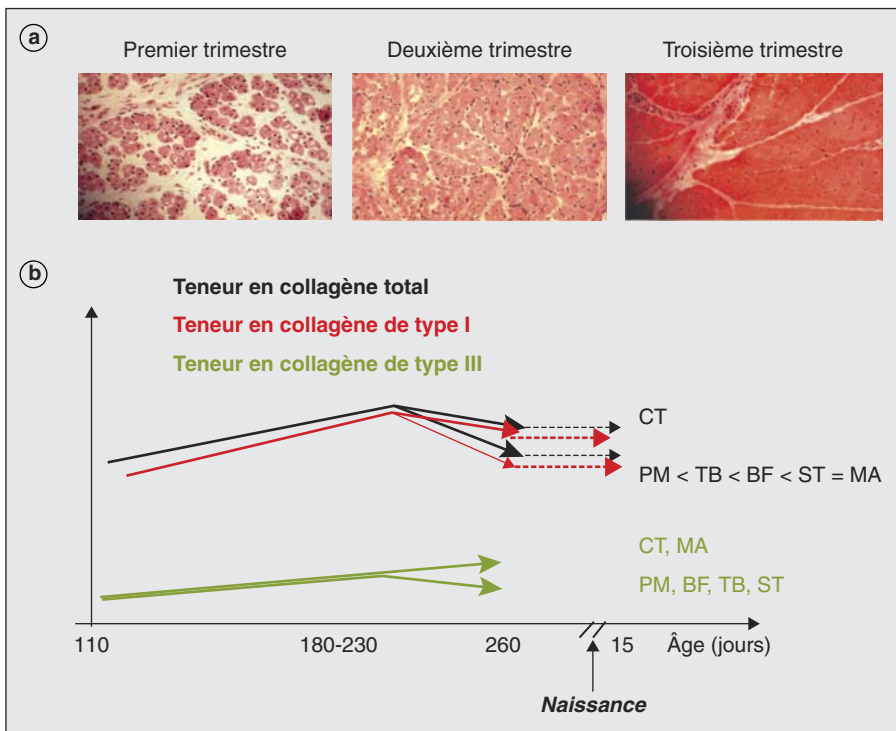 a
Premier trimestre Deuxième trimestre Troisième trimestre
b
Teneur en collagène total
Teneur en collagène de type I
Teneur en collagène de type III
CT
PM < TB < BF < ST = MA
CT, MA
PM, BF, TB, ST
110 180-230 260 15 Âge (jours)
Naissance